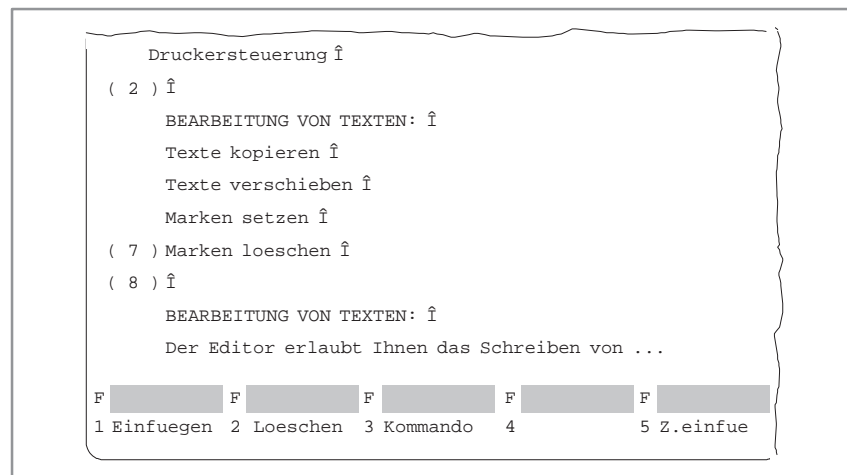 Druckersteuerung Î
( 2 ) Î
BEARBEITUNG VON TEXTEN: Î
Texte kopieren Î
Texte verschieben Î
Marken setzen Î
( 7 ) Marken loeschen Î
( 8 ) Î
BEARBEITUNG VON TEXTEN: Î
Der Editor erlaubt Ihnen das Schreiben von ...
F F F F F
1 Einfuegen 2 Loeschen 3 Kommando 4 5 Z.einfue